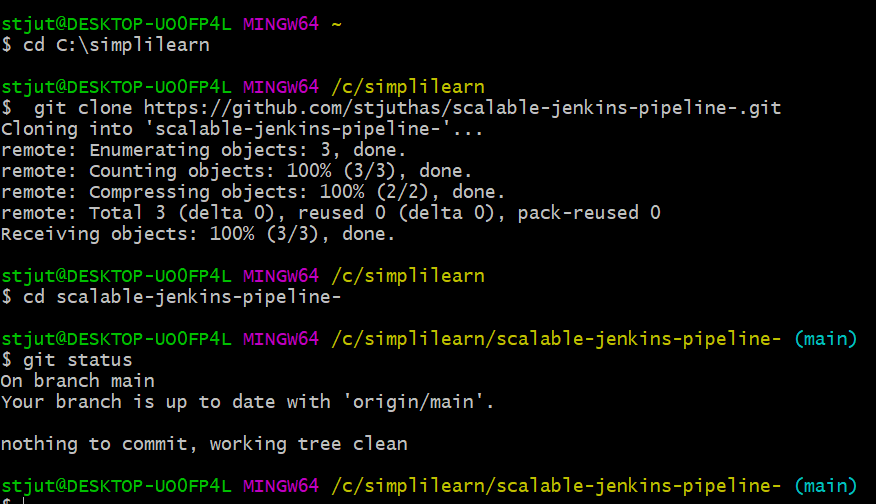 stjut@DESKTOP-UO0FP4L MINGW64 ~
$ cd C:\simplilearn
stjut@DESKTOP-UO0FP4L MINGW64 /c/simplilearn
$  git clone https://github.com/stjuthas/scalable-jenkins-pipeline-.git
Cloning into 'scalable-jenkins-pipeline-'...
remote: Enumerating objects: 3, done.
remote: Counting objects: 100% (3/3), done.
remote: Compressing objects: 100% (2/2), done.
remote: Total 3 (delta 0), reused 0 (delta 0), pack-reused 0
Receiving objects: 100% (3/3), done.
stjut@DESKTOP-UO0FP4L MINGW64 /c/simplilearn
$ cd scalable-jenkins-pipeline-
stjut@DESKTOP-UO0FP4L MINGW64 /c/simplilearn/scalable-jenkins-pipeline- (main)
$ git status
On branch main
Your branch is up to date with 'origin/main'.
nothing to commit, working tree clean
stjut@DESKTOP-UO0FP4L MINGW64 /c/simplilearn/scalable-jenkins-pipeline- (main)
$